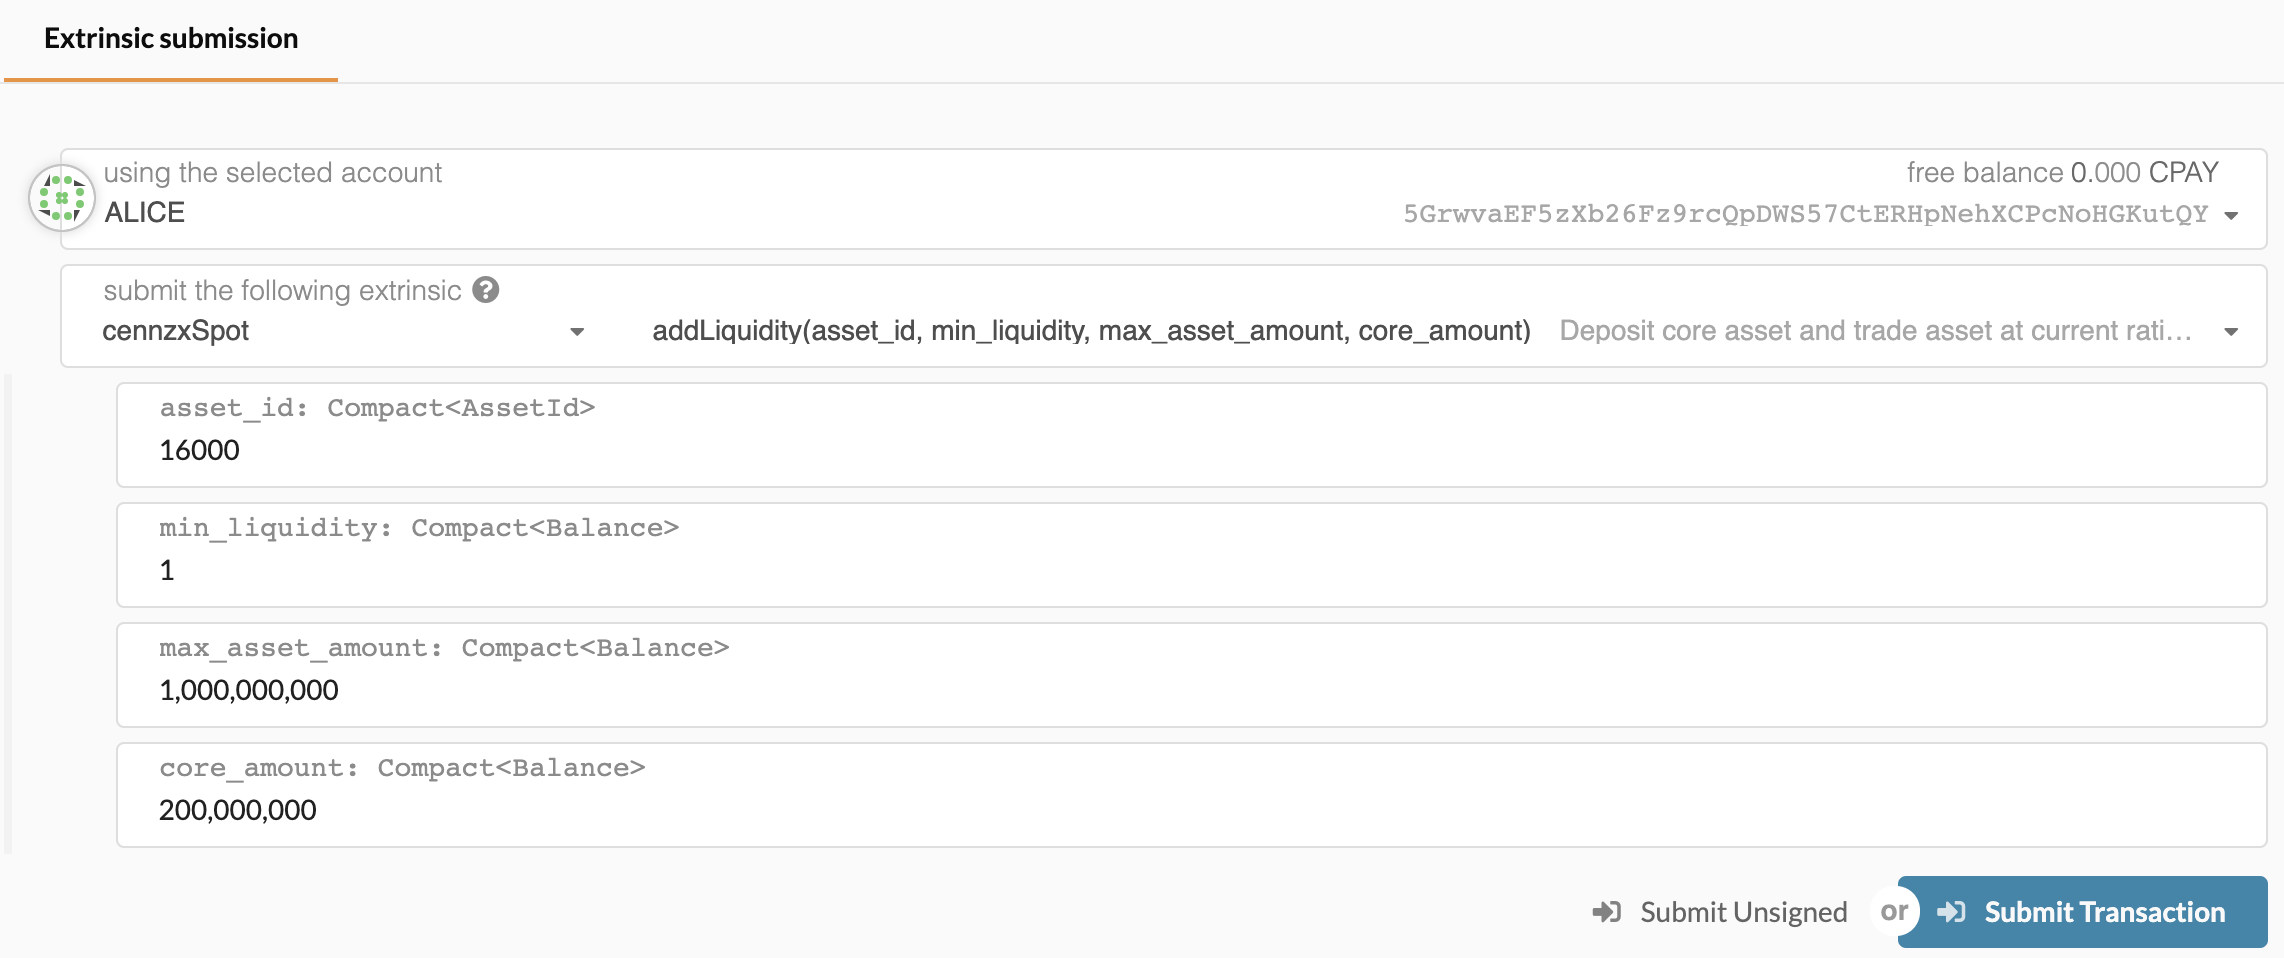 Extrinsic submission
using the selected account
free balance 0.000 CPAY
ALICE
5GrwvaEF5zXb26Fz9rcQpDWS57CtERHpNehXCPcNoHGKutQY
submit the following extrinsic ?
cennzxSpot
addLiquidity(asset_id, min_liquidity, max_asset_amount, core_amount) Deposit core asset and trade asset at current rati...
asset_id: Compact<AssetId>
16000
min_liquidity: Compact<Balance>
1
max_asset_amount: Compact<Balance>
1,000,000,000
core_amount: Compact<Balance>
200,000,000
Submit Unsigned or Submit Transaction